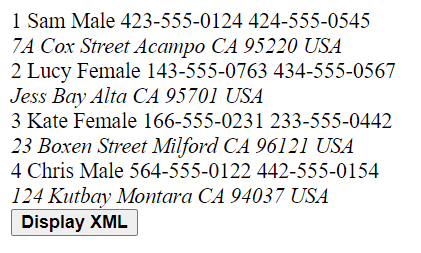 1 Sam Male 423-555-0124 424-555-0545
7A Cox Street Acampo CA 95220 USA
2 Lucy Female 143-555-0763 434-555-0567
Jess Bay Alta CA 95701 USA
3 Kate Female 166-555-0231 233-555-0442
23 Boxen Street Milford CA 96121 USA
4 Chris Male 564-555-0122 442-555-0154
124 Kutbay Montara CA 94037 USA
Display XML